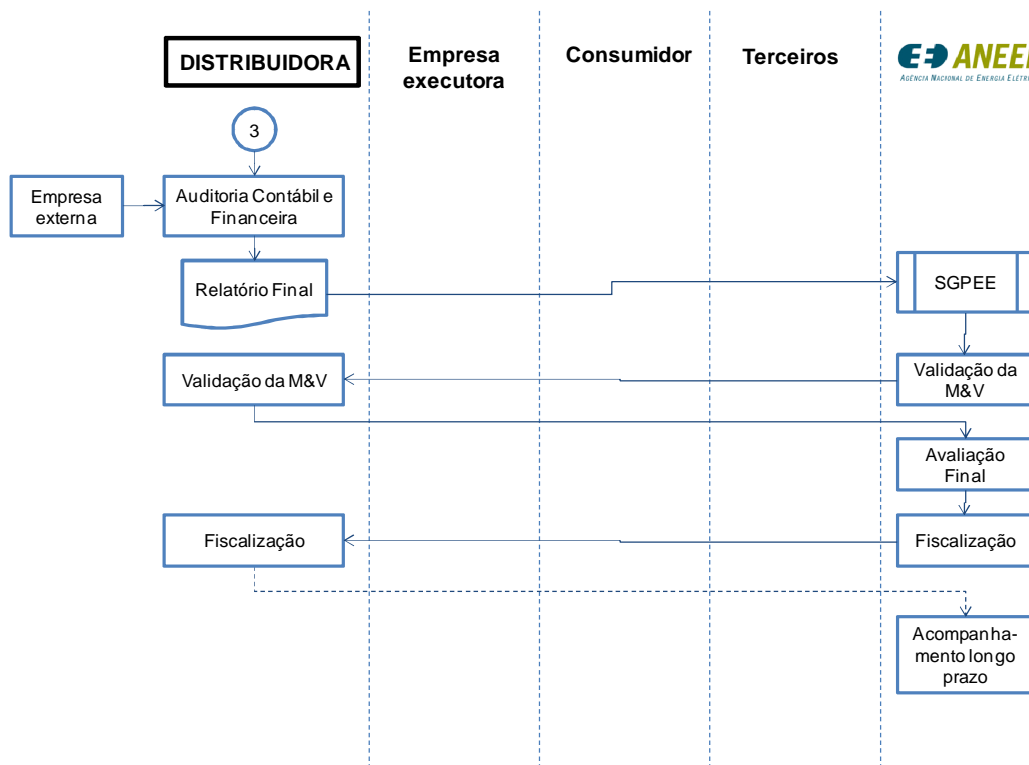 DISTRIBUIDORA
Empresa
executora
Consumidor
Terceiros
ANEEL
AGÊNCIA NACIONAL DE ENERGIA ELÉTRI
3
Empresa
externa
Auditoria Contábil e
Financeira
Relatório Final
SGPEE
Validação da M&V
Validação da
M&V
Avaliação
Final
Fiscalização
Fiscalização
Acompanha-
mento longo
prazo